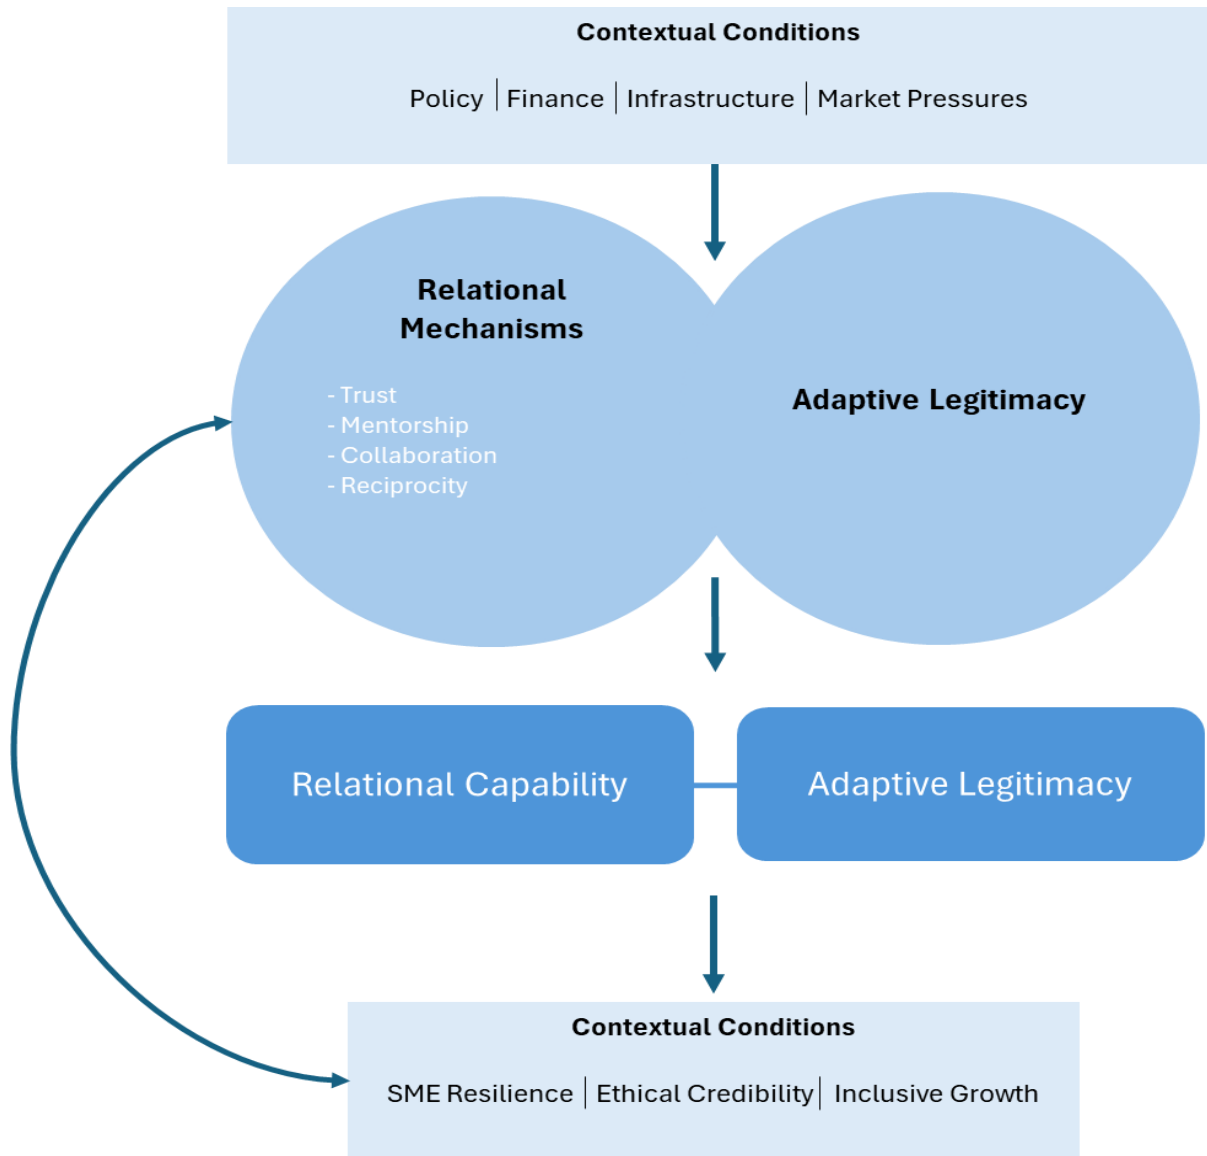 Contextual Conditions
Policy | Finance | Infrastructure | Market Pressures
Relational
Mechanisms
- Trust
- Mentorship
- Collaboration
- Reciprocity
Adaptive Legitimacy
Relational Capability
Adaptive Legitimacy
Contextual Conditions
SME Resilience | Ethical Credibility | Inclusive Growth